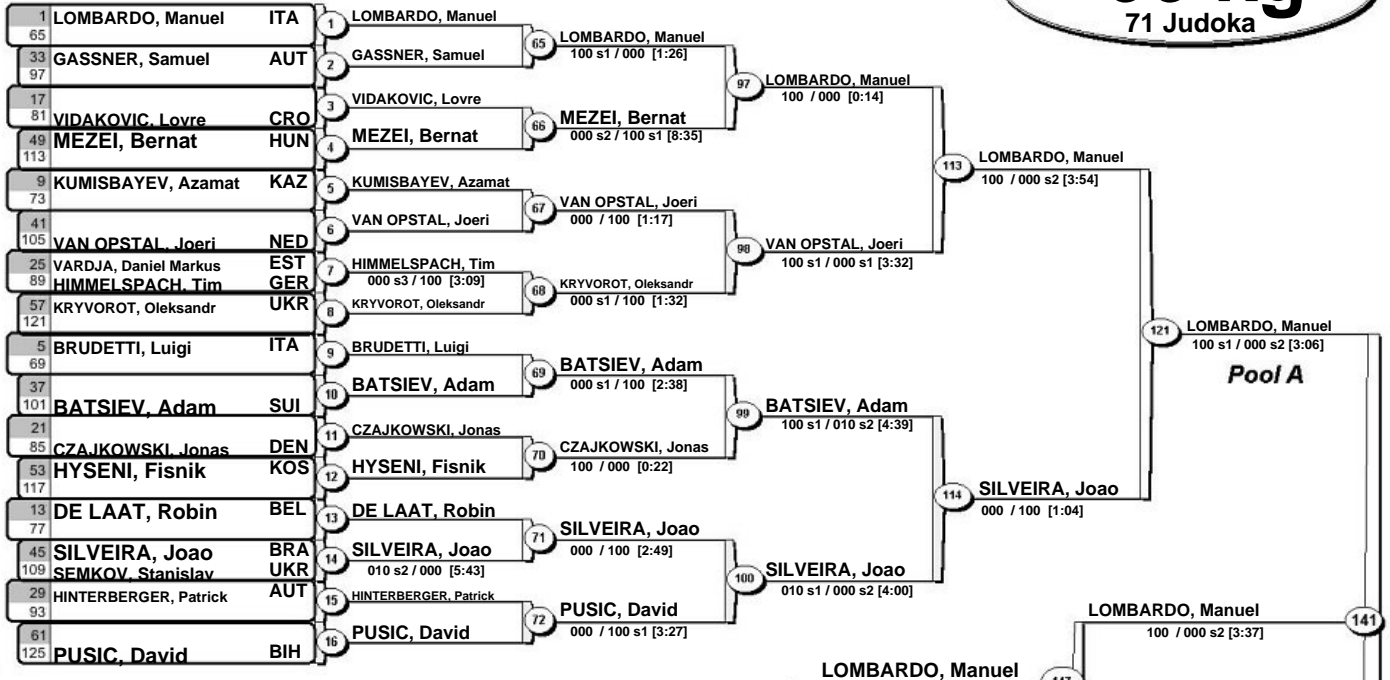 71 Judoka
1 LOMBARDO, Manuel ITA
65
33 GASSNER, Samuel AUT
97
17
81 VIDAKOVIC, Lovre CRO
49 MEZEI, Bernat HUN
113
9 KUMISBAYEV, Azamat KAZ
73
41
105 VAN OPSTAL, Joeri NED
25 VARDJA, Daniel Markus EST
89 HIMMELSPACH, Tim GER
57 KRYVOROT, Oleksandr UKR
121
5 BRUDETTI, Luigi ITA
69
37
101 BATSIEV, Adam SUI
21
85 CZAJKOWSKI, Jonas DEN
53 HYSENI, Fisnik KOS
117
13 DE LAAT, Robin BEL
77
45 SILVEIRA, Joao BRA
109 SEMKOV, Stanislav UKR
29 HINTERBERGER, Patrick AUT
93
61
125 PUSIC, David BIH
1 LOMBARDO, Manuel
2 GASSNER, Samuel
3 VIDAKOVIC, Lovre
4 MEZEI, Bernat
5 KUMISBAYEV, Azamat
6 VAN OPSTAL, Joeri
7 HIMMELSPACH, Tim
000 s3 / 100 [3:09]
8 KRYVOROT, Oleksandr
9 BRUDETTI, Luigi
10 BATSIEV, Adam
11 CZAJKOWSKI, Jonas
12 HYSENI, Fisnik
13 DE LAAT, Robin
14 SILVEIRA, Joao
010 s2 / 000 [5:43]
15 HINTERBERGER, Patrick
16 PUSIC, David
65 LOMBARDO, Manuel
100 s1 / 000 [1:26]
66 MEZEI, Bernat
000 s2 / 100 s1 [8:35]
67 VAN OPSTAL, Joeri
000 / 100 [1:17]
68 KRYVOROT, Oleksandr
000 s1 / 100 [1:32]
69 BATSIEV, Adam
000 s1 / 100 [2:38]
70 CZAJKOWSKI, Jonas
100 / 000 [0:22]
71 SILVEIRA, Joao
000 / 100 [2:49]
72 PUSIC, David
000 / 100 s1 [3:27]
97 LOMBARDO, Manuel
100 / 000 [0:14]
98 VAN OPSTAL, Joeri
100 s1 / 000 s1 [3:32]
99 BATSIEV, Adam
100 s1 / 010 s2 [4:39]
100 SILVEIRA, Joao
010 s1 / 000 s2 [4:00]
113 LOMBARDO, Manuel
100 / 000 s2 [3:54]
114 SILVEIRA, Joao
000 / 100 [1:04]
121 LOMBARDO, Manuel
100 s1 / 000 s2 [3:06]
Pool A
LOMBARDO, Manuel 141
100 / 000 s2 [3:37]
LOMBARDO, Manuel